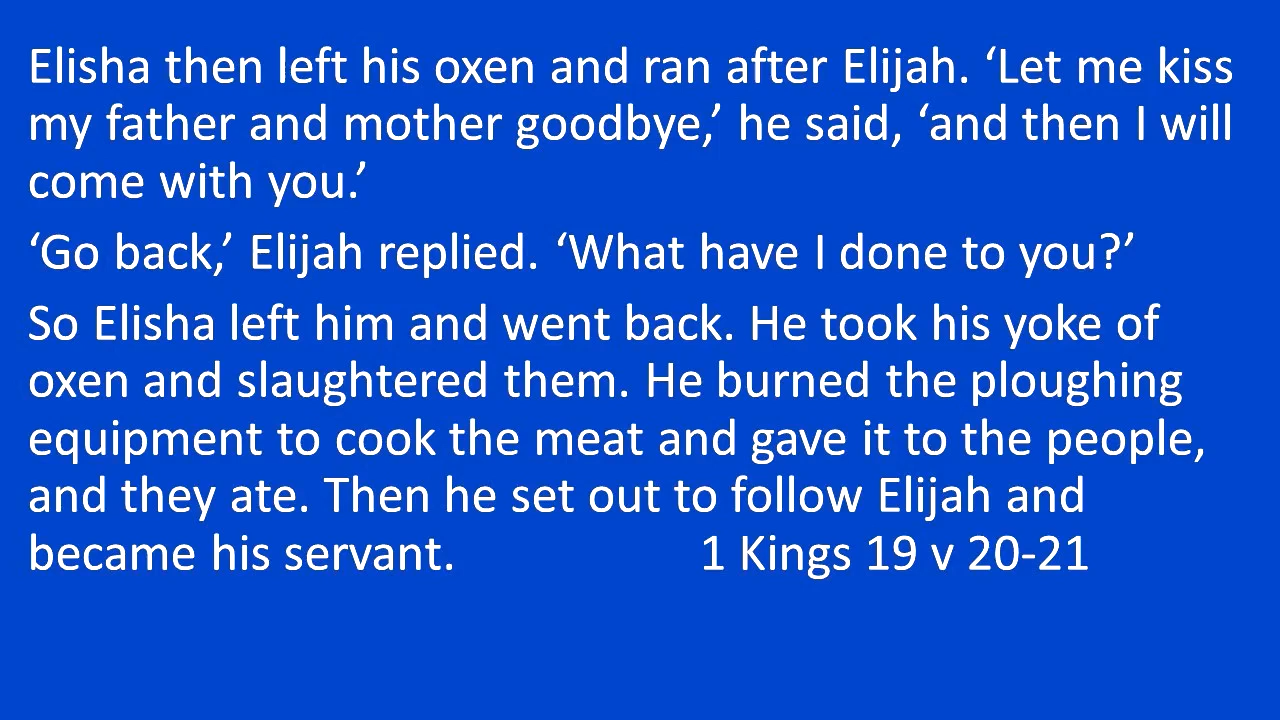 Elisha then left his oxen and ran after Elijah. ‘Let me kiss
my father and mother goodbye,’ he said, ‘and then I will
come with you.’
‘Go back,’ Elijah replied. ‘What have I done to you?’
So Elisha left him and went back. He took his yoke of
oxen and slaughtered them. He burned the ploughing
equipment to cook the meat and gave it to the people,
and they ate. Then he set out to follow Elijah and
became his servant. 1 Kings 19 v 20-21